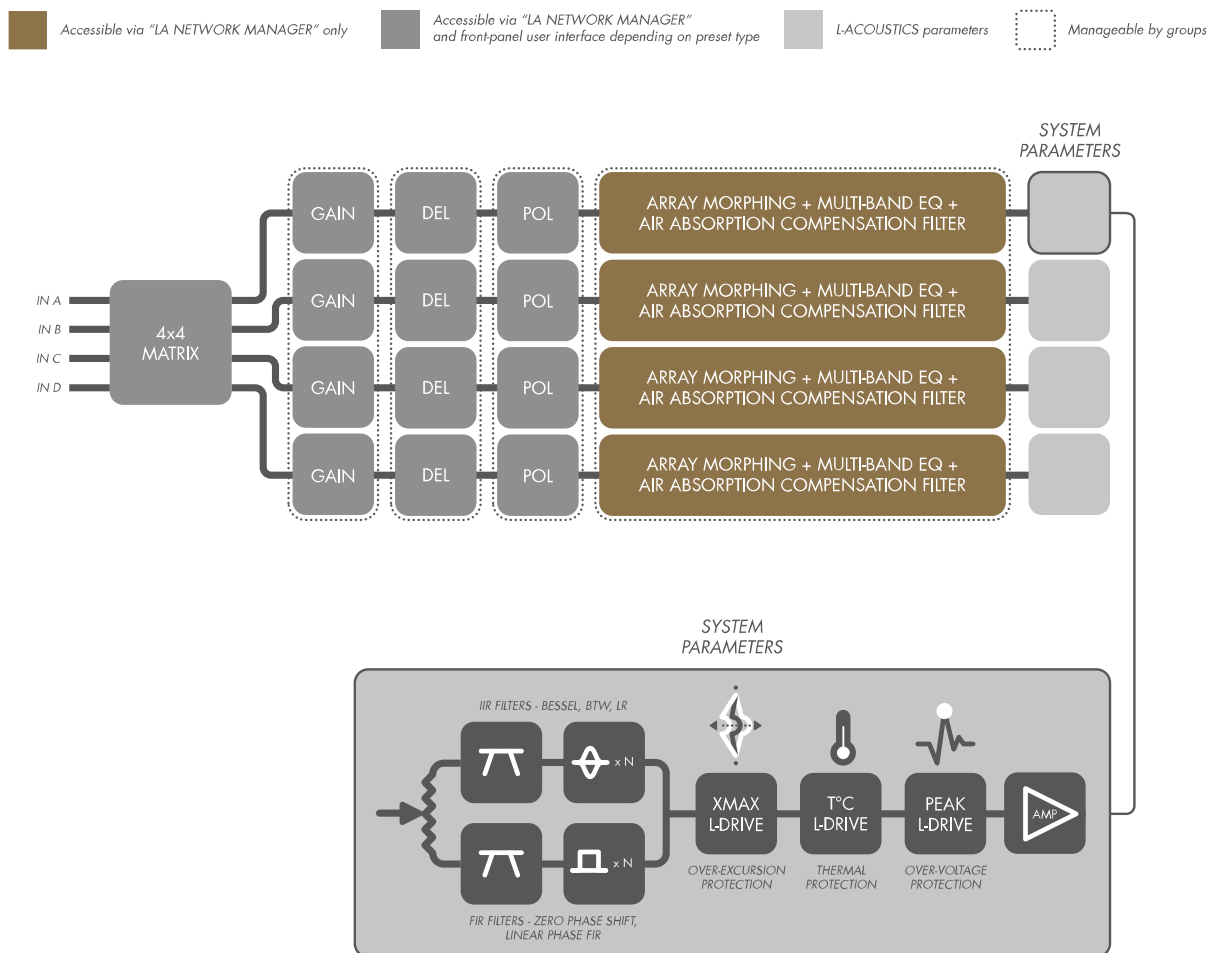 Accessible via “LA NETWORK MANAGER” only
Accessible via “LA NETWORK MANAGER”
and front-panel user interface depending on preset type
L-ACOUSTICS parameters
Manageable by groups
SYSTEM
PARAMETERS
GAIN
DEL
POL
ARRAY MORPHING + MULTI-BAND EQ +
AIR ABSORPTION COMPENSATION FILTER
GAIN
DEL
POL
ARRAY MORPHING + MULTI-BAND EQ +
AIR ABSORPTION COMPENSATION FILTER
IN A
IN B
IN C
IN D
4x4
MATRIX
GAIN
DEL
POL
ARRAY MORPHING + MULTI-BAND EQ +
AIR ABSORPTION COMPENSATION FILTER
GAIN
DEL
POL
ARRAY MORPHING + MULTI-BAND EQ +
AIR ABSORPTION COMPENSATION FILTER
SYSTEM
PARAMETERS
IIR FILTERS - BESSEL, BTW, LR
x N
x N
FIR FILTERS - ZERO PHASE SHIFT,
LINEAR PHASE FIR
XMAX
L-DRIVE
OVER-EXCURSION
PROTECTION
T°C
L-DRIVE
THERMAL
PROTECTION
PEAK
L-DRIVE
OVER-VOLTAGE
PROTECTION
AMP